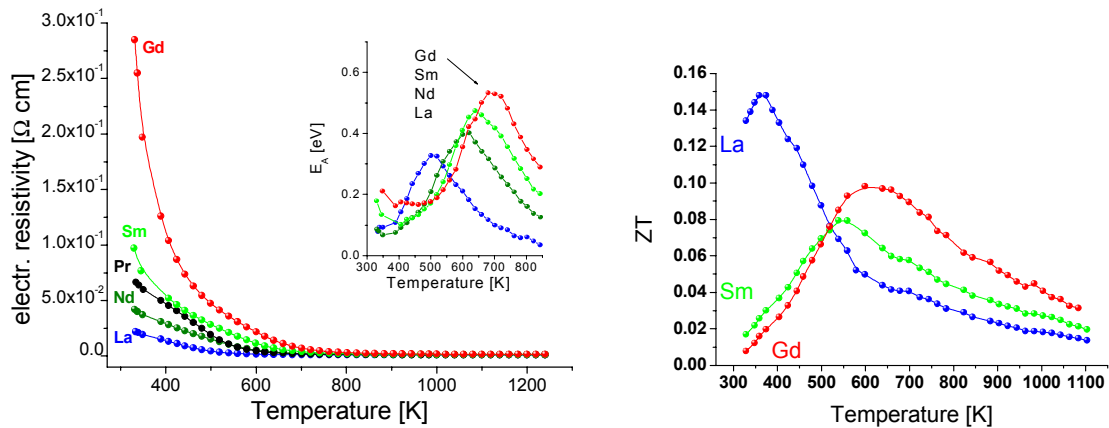 electr. resistivity [Ω cm]
3.0x10⁻¹
2.5x10⁻¹
2.0x10⁻¹
1.5x10⁻¹
1.0x10⁻¹
5.0x10⁻²
0.0
Gd
Sm
Pr
Nd
La
400 600 800 1000 1200
Temperature [K]
E_A [eV]
0.6
0.4
0.2
0.0
Gd
Sm
Nd
La
300 400 500 600 700 800
Temperature [K]
ZT
0.16
0.14
0.12
0.10
0.08
0.06
0.04
0.02
0.00
La
Sm
Gd
300 400 500 600 700 800 900 1000 1100
Temperature [K]